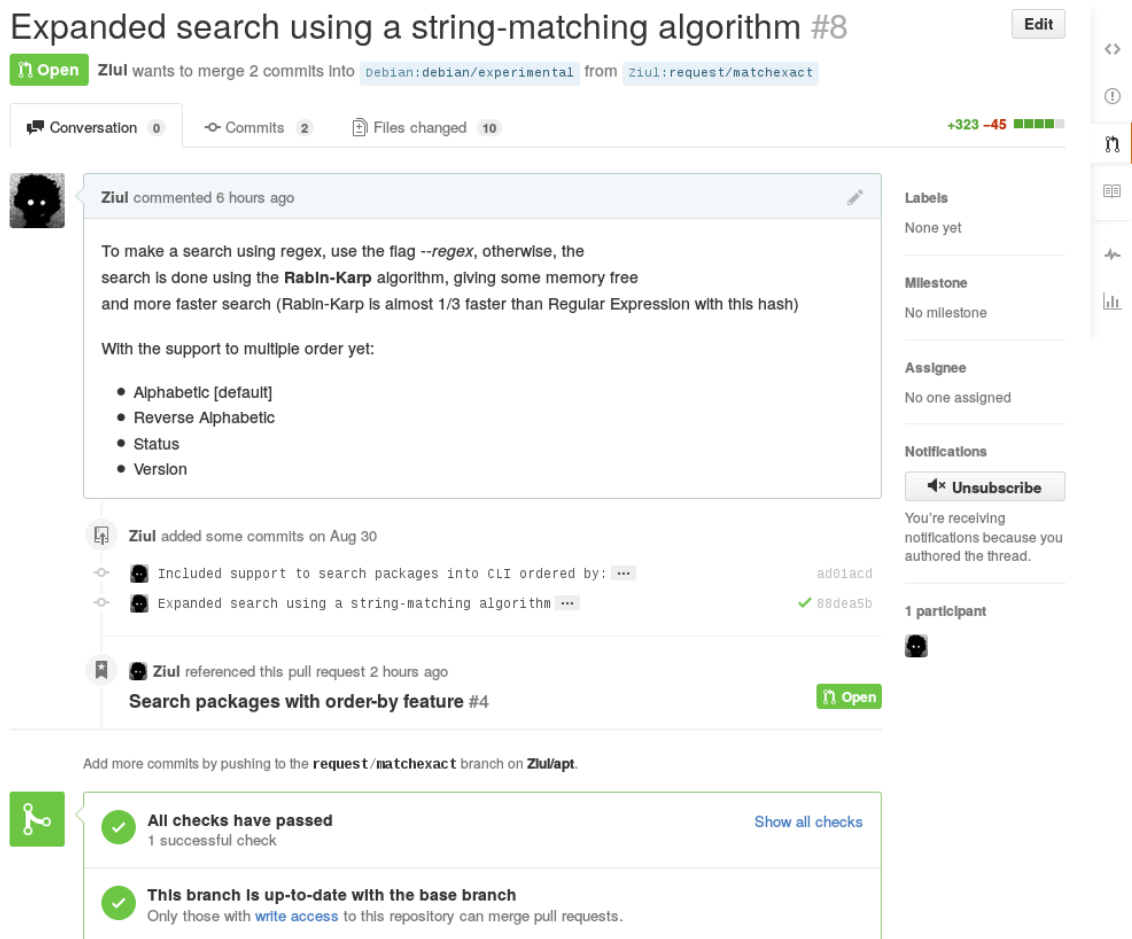 Expanded search using a string-matching algorithm #8
Edit
Open Ziul wants to merge 2 commits into Debian:debian/experimental from Ziul:request/matchexact
Conversation 0 Commits 2 Files changed 10 +323 −45
Ziul commented 6 hours ago
To make a search using regex, use the flag --regex, otherwise, the
search is done using the Rabin-Karp algorithm, giving some memory free
and more faster search (Rabin-Karp is almost 1/3 faster than Regular Expression with this hash)
With the support to multiple order yet:
Alphabetic [default]
Reverse Alphabetic
Status
Version
Ziul added some commits on Aug 30
Included support to search packages into CLI ordered by: … ad01acd
Expanded search using a string-matching algorithm … 88dea5b
Ziul referenced this pull request 2 hours ago
Search packages with order-by feature #4 Open
Add more commits by pushing to the request/matchexact branch on Ziul/apt.
All checks have passed
1 successful check
Show all checks
This branch is up-to-date with the base branch
Only those with write access to this repository can merge pull requests.
Labels
None yet
Milestone
No milestone
Assignee
No one assigned
Notifications
Unsubscribe
You're receiving
notifications because you
authored the thread.
1 participant